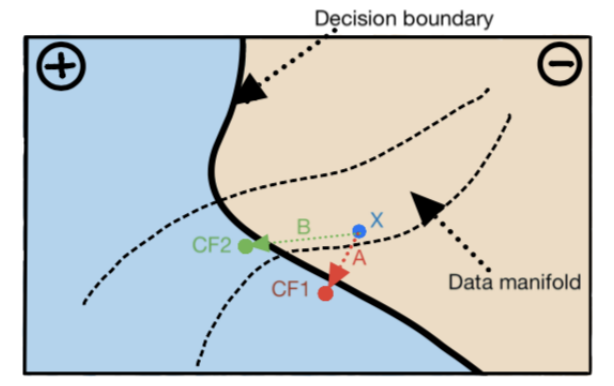 Decision boundary
+
−
X
B
CF2
A
CF1
Data manifold